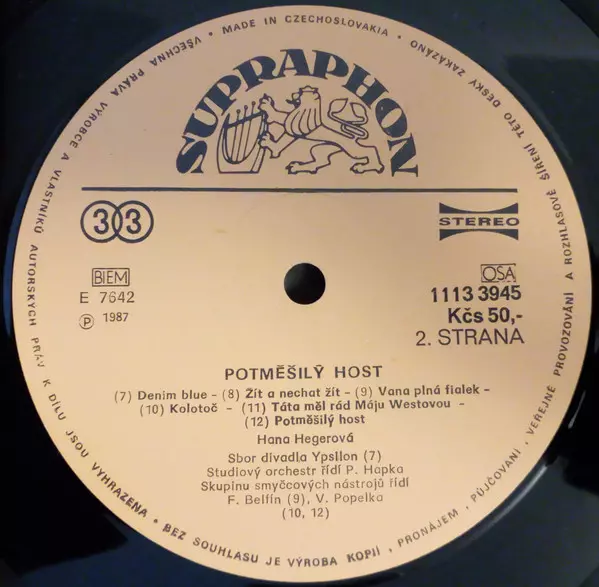 VŠECHNA PRÁVA VÝROBCE A VLASTNÍKŮ AUTORSKÝCH PRÁV K DÍLU JSOU VYHRAZENA • BEZ SOUHLASU JE VÝROBA KOPIÍ, PRONÁJEM, PŮJČOVÁNÍ, VEŘEJNÉ PROVOZOVÁNÍ A ROZHLASOVÉ ŠÍŘENÍ TÉTO DESKY ZAKÁZÁNO • MADE IN CZECHOSLOVAKIA •
SUPRAPHON
33
STEREO
BIEM
OSA
E 7642
1113 3945
℗ 1987
Kčs 50,-
2. STRANA
POTMĚŠILÝ HOST
(7) Denim blue - (8) Žít a nechat žít - (9) Vana plná fialek -
(10) Kolotoč - (11) Táta měl rád Máju Westovou -
(12) Potměšilý host
Hana Hegerová
Sbor divadla Ypsilon (7)
Studiový orchestr řídí P. Hapka
Skupinu smyčcových nástrojů řídí
F. Belfín (9), V. Popelka
(10, 12)